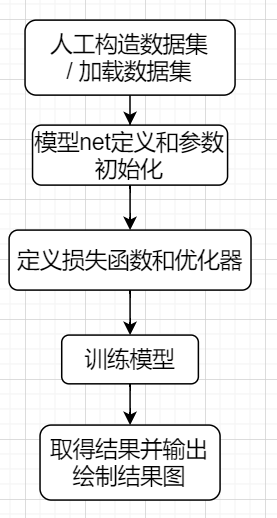 人工构造数据集
/ 加载数据集
模型net定义和参数
初始化
定义损失函数和优化器
训练模型
取得结果并输出
绘制结果图